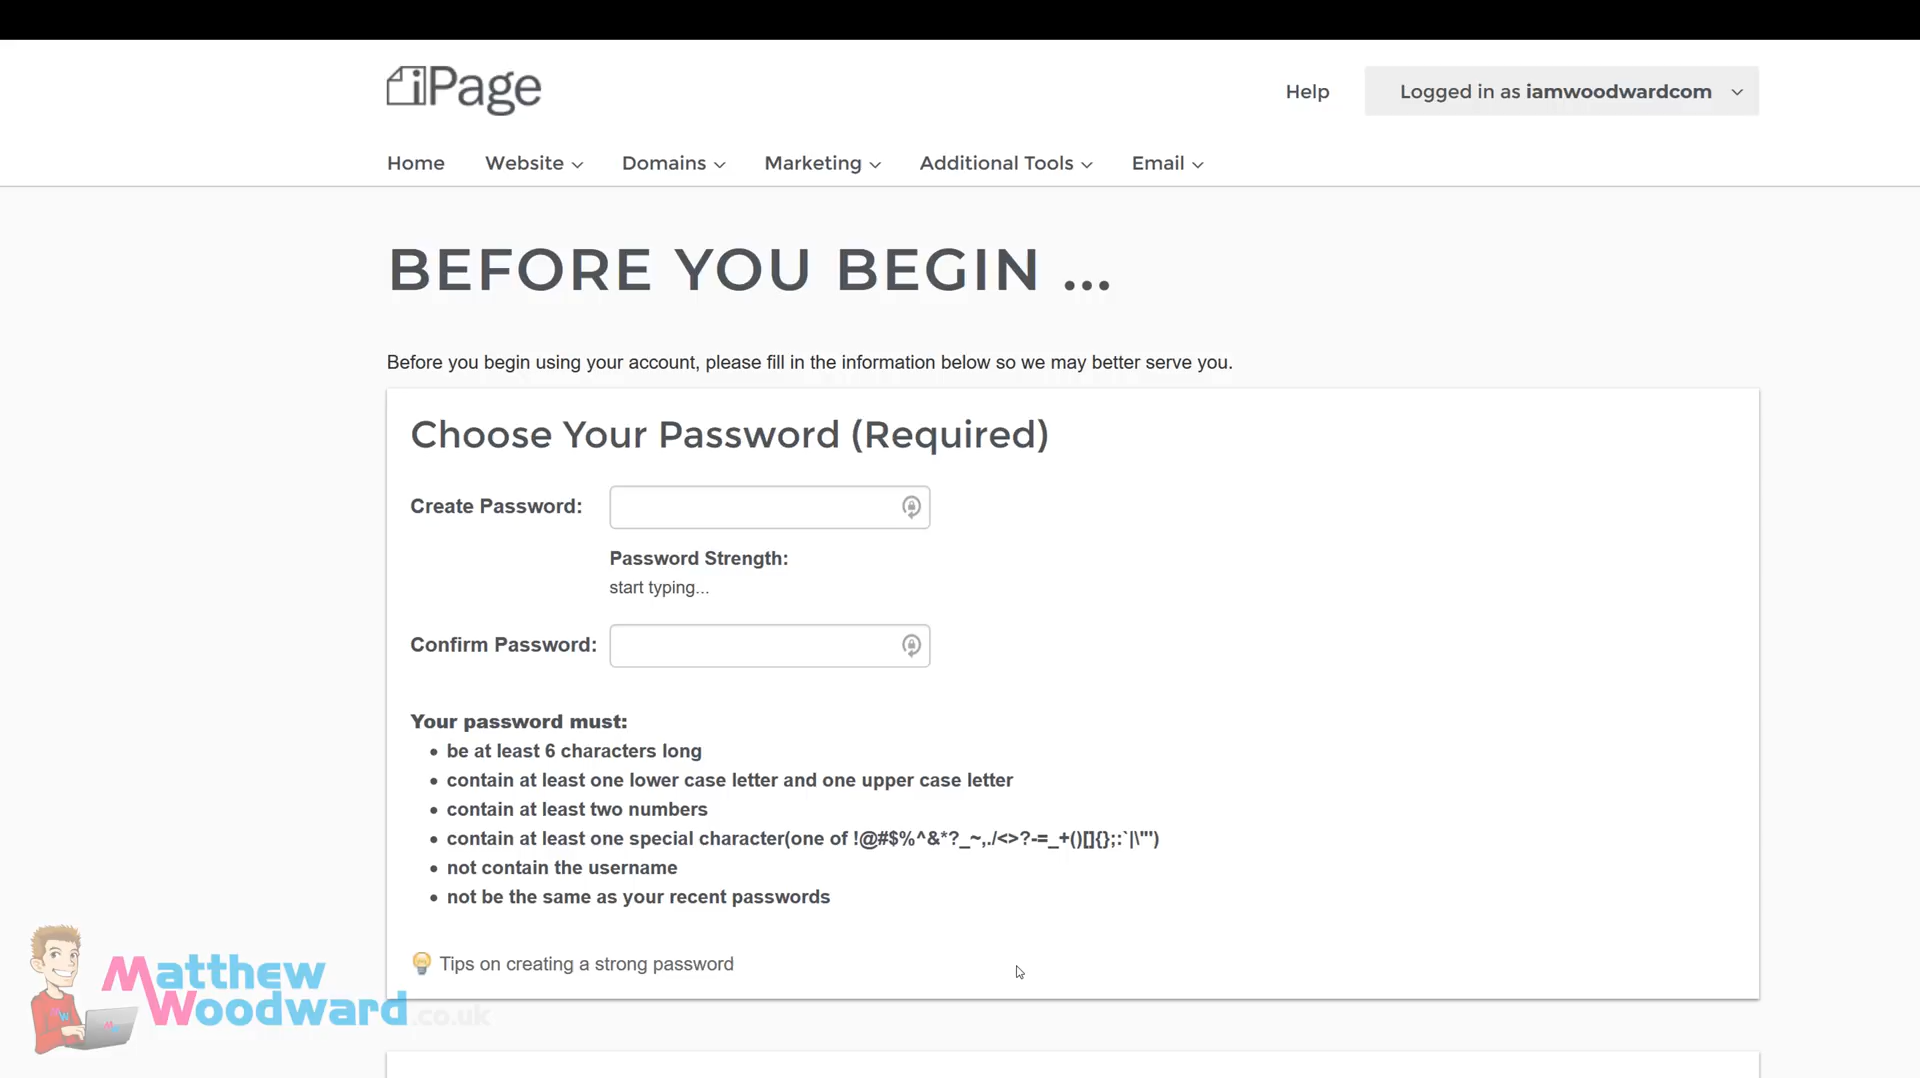 iPage
Help
Logged in as iamwoodwardcom
Home
Website
Domains
Marketing
Additional Tools
Email
BEFORE YOU BEGIN ...
Before you begin using your account, please fill in the information below so we may better serve you.
Choose Your Password (Required)
Create Password:
Password Strength:
start typing...
Confirm Password:
Your password must:
• be at least 6 characters long
• contain at least one lower case letter and one upper case letter
• contain at least two numbers
• contain at least one special character(one of !@#$%^&*?_~,./<>?-=_+()[]{};:`|\"')
• not contain the username
• not be the same as your recent passwords
Tips on creating a strong password
Matthew
Woodward.co.uk